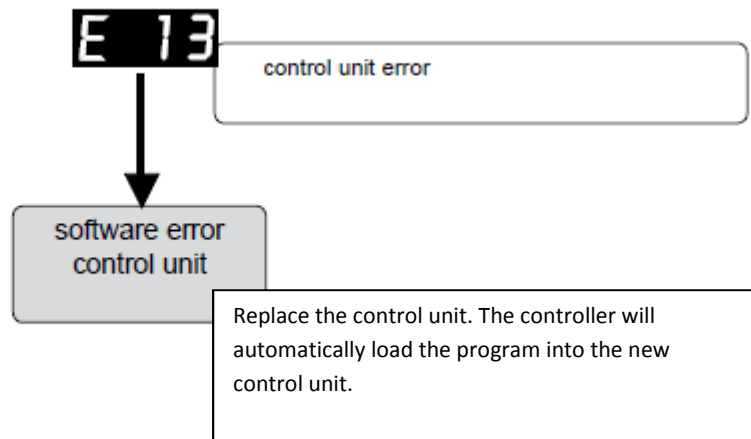 E 13
control unit error
software error
control unit
Replace the control unit. The controller will
automatically load the program into the new
control unit.